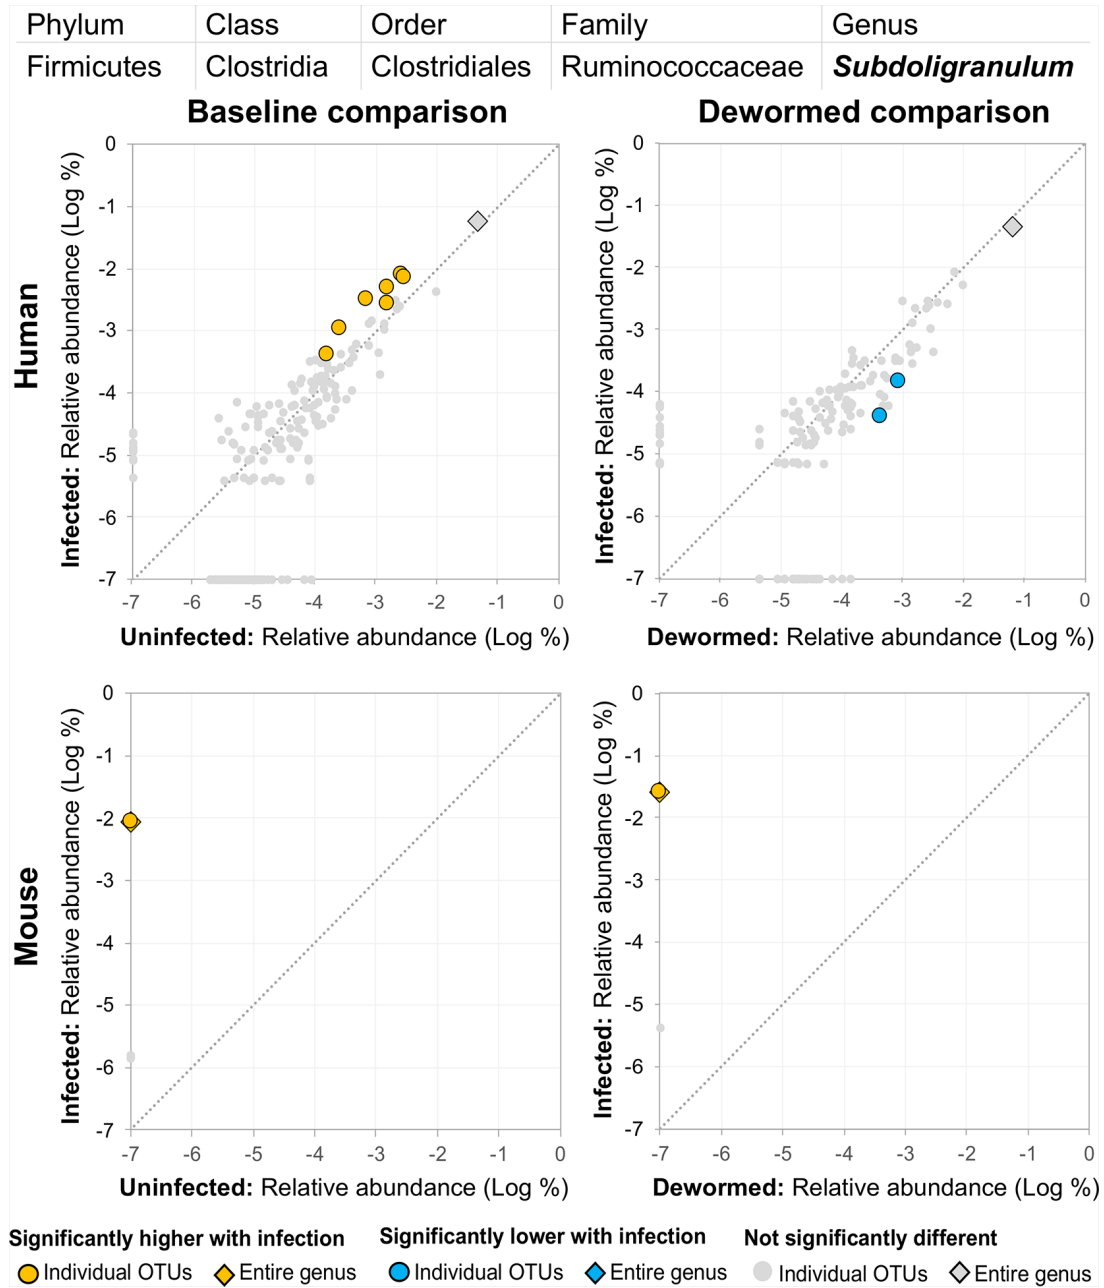 Phylum Class Order Family Genus
Firmicutes Clostridia Clostridiales Ruminococcaceae Subdoligranulum
Baseline comparison Dewormed comparison
Human
Infected: Relative abundance (Log %)
0
-1
-2
-3
-4
-5
-6
-7
-7 -6 -5 -4 -3 -2 -1 0
Uninfected: Relative abundance (Log %)
Infected: Relative abundance (Log %)
0
-1
-2
-3
-4
-5
-6
-7
-7 -6 -5 -4 -3 -2 -1 0
Dewormed: Relative abundance (Log %)
Mouse
Infected: Relative abundance (Log %)
0
-1
-2
-3
-4
-5
-6
-7
-7 -6 -5 -4 -3 -2 -1 0
Uninfected: Relative abundance (Log %)
Infected: Relative abundance (Log %)
0
-1
-2
-3
-4
-5
-6
-7
-7 -6 -5 -4 -3 -2 -1 0
Dewormed: Relative abundance (Log %)
Significantly higher with infection Significantly lower with infection Not significantly different
Individual OTUs Entire genus Individual OTUs Entire genus Individual OTUs Entire genus